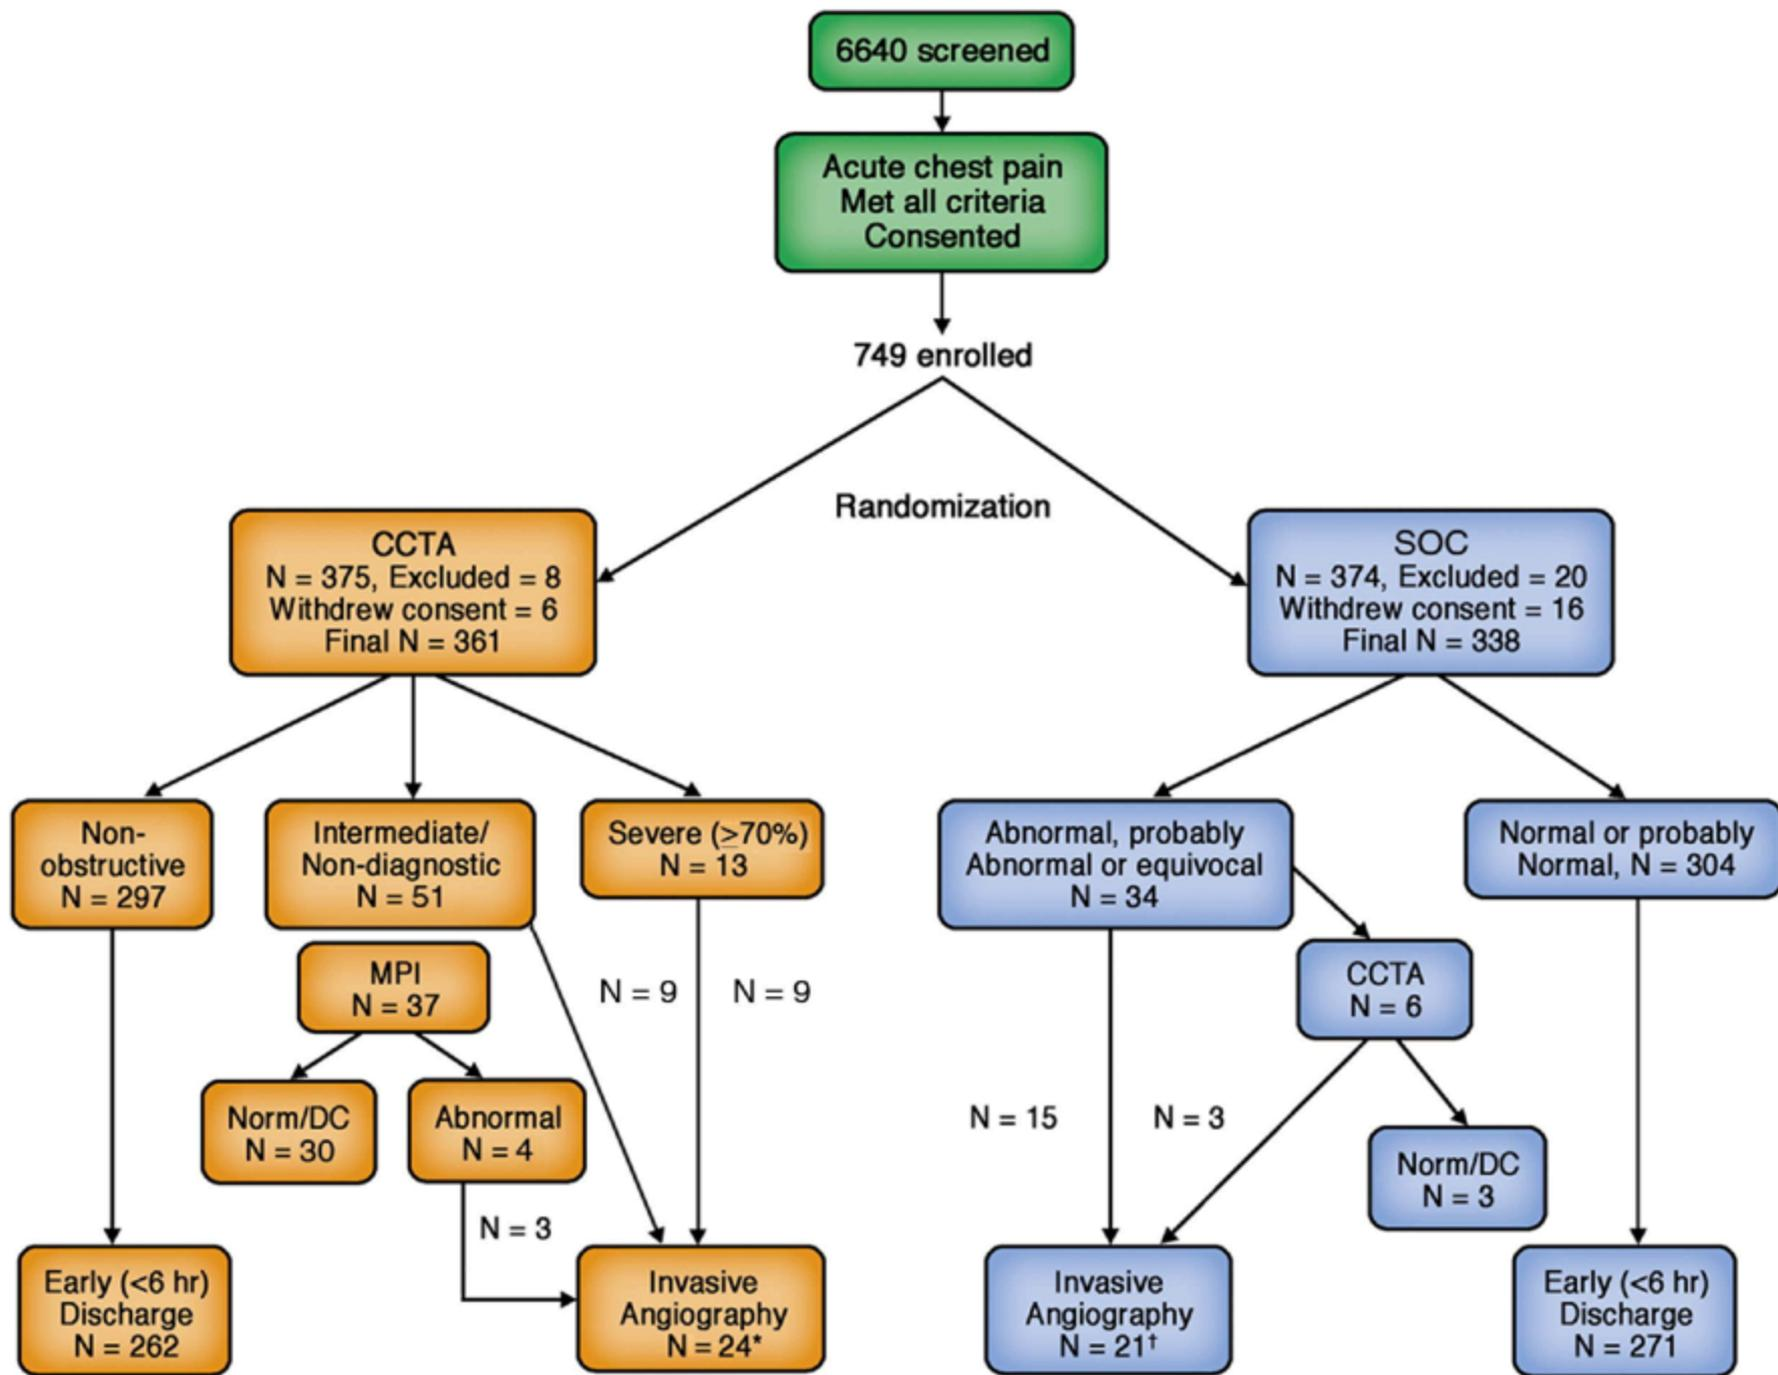 6640 screened
Acute chest pain
Met all criteria
Consented
749 enrolled
Randomization
CCTA
N = 375, Excluded = 8
Withdrew consent = 6
Final N = 361
SOC
N = 374, Excluded = 20
Withdrew consent = 16
Final N = 338
Non-
obstructive
N = 297
Intermediate/
Non-diagnostic
N = 51
Severe (≥70%)
N = 13
Abnormal, probably
Abnormal or equivocal
N = 34
Normal or probably
Normal, N = 304
MPI
N = 37
N = 9
N = 9
CCTA
N = 6
Norm/DC
N = 30
Abnormal
N = 4
N = 15
N = 3
Norm/DC
N = 3
N = 3
Early (<6 hr)
Discharge
N = 262
Invasive
Angiography
N = 24*
Invasive
Angiography
N = 21†
Early (<6 hr)
Discharge
N = 271